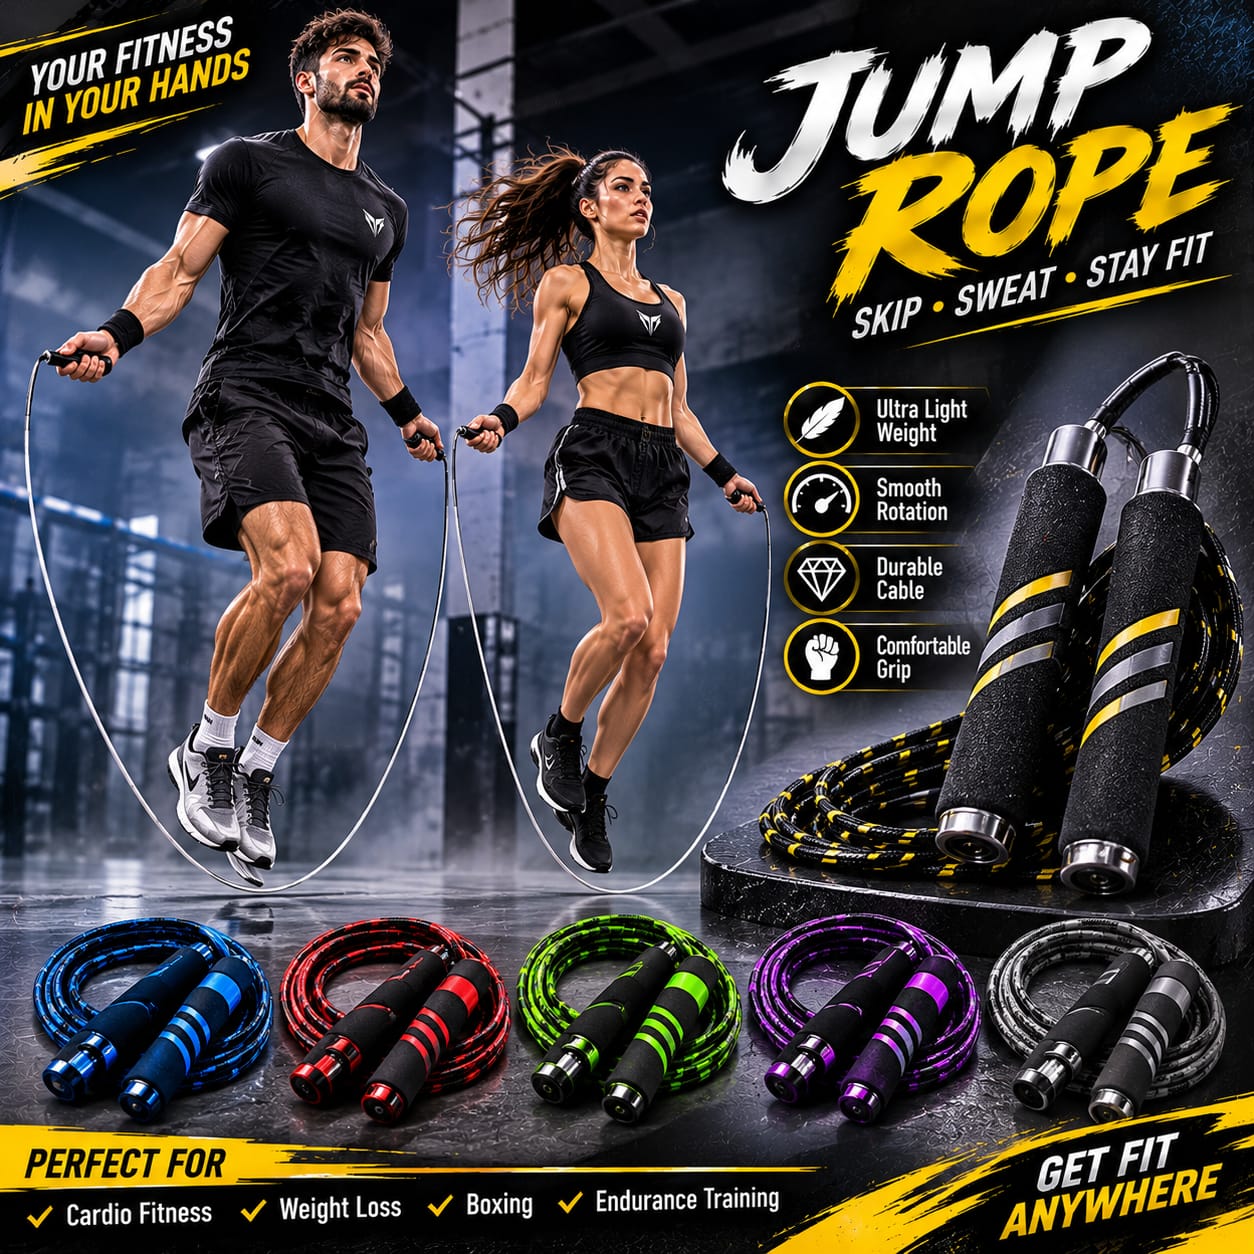 YOUR FITNESS
IN YOUR HANDS
JUMP
ROPE
SKIP • SWEAT • STAY FIT
Ultra Light
Weight
Smooth
Rotation
Durable
Cable
Comfortable
Grip
PERFECT FOR
✓ Cardio Fitness ✓ Weight Loss ✓ Boxing ✓ Endurance Training
GET FIT
ANYWHERE